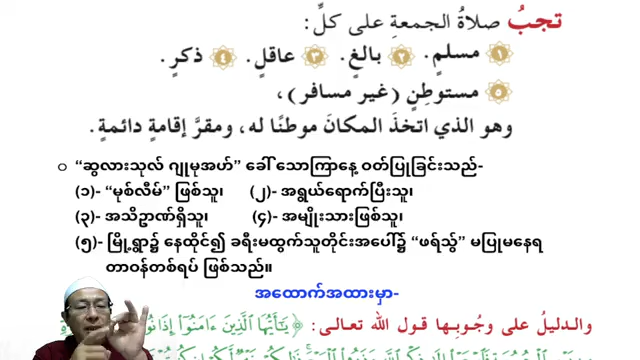 تجبُ صلاةُ الجمعةِ على كلِّ:
١ مسلمٍ. ٢ بالغٍ. ٣ عاقلٍ. ٤ ذكرٍ.
٥ مستوطِنٍ (غير مسافر)،
وهو الذي اتخذَ المكانَ موطنًا له، ومقرَّ إقامةٍ دائمةٍ.
o “ဆွလားသုလ် ဂျုမုအဟ်” ခေါ် သောကြာနေ့ ဝတ်ပြုခြင်းသည်-
(၁)- “မုစ်လီမ်” ဖြစ်သူ၊ (၂)- အရွယ်ရောက်ပြီးသူ၊
(၃)- အသိဥာဏ်ရှိသူ၊ (၄)- အမျိုးသားဖြစ်သူ၊
(၅)- မြို့ရွာ၌ နေထိုင်၍ ခရီးမထွက်သူတိုင်းအပေါ်၌ “ဖရ်သွ်” မပြုမနေရ
တာဝန်တစ်ရပ် ဖြစ်သည်။
အထောက်အထားမှာ-
والدليلُ على وجوبِها قول الله تعالى: ﴿ يَٰٓأَيُّهَا ٱلَّذِينَ ءَامَنُوٓا۟ إِذَا